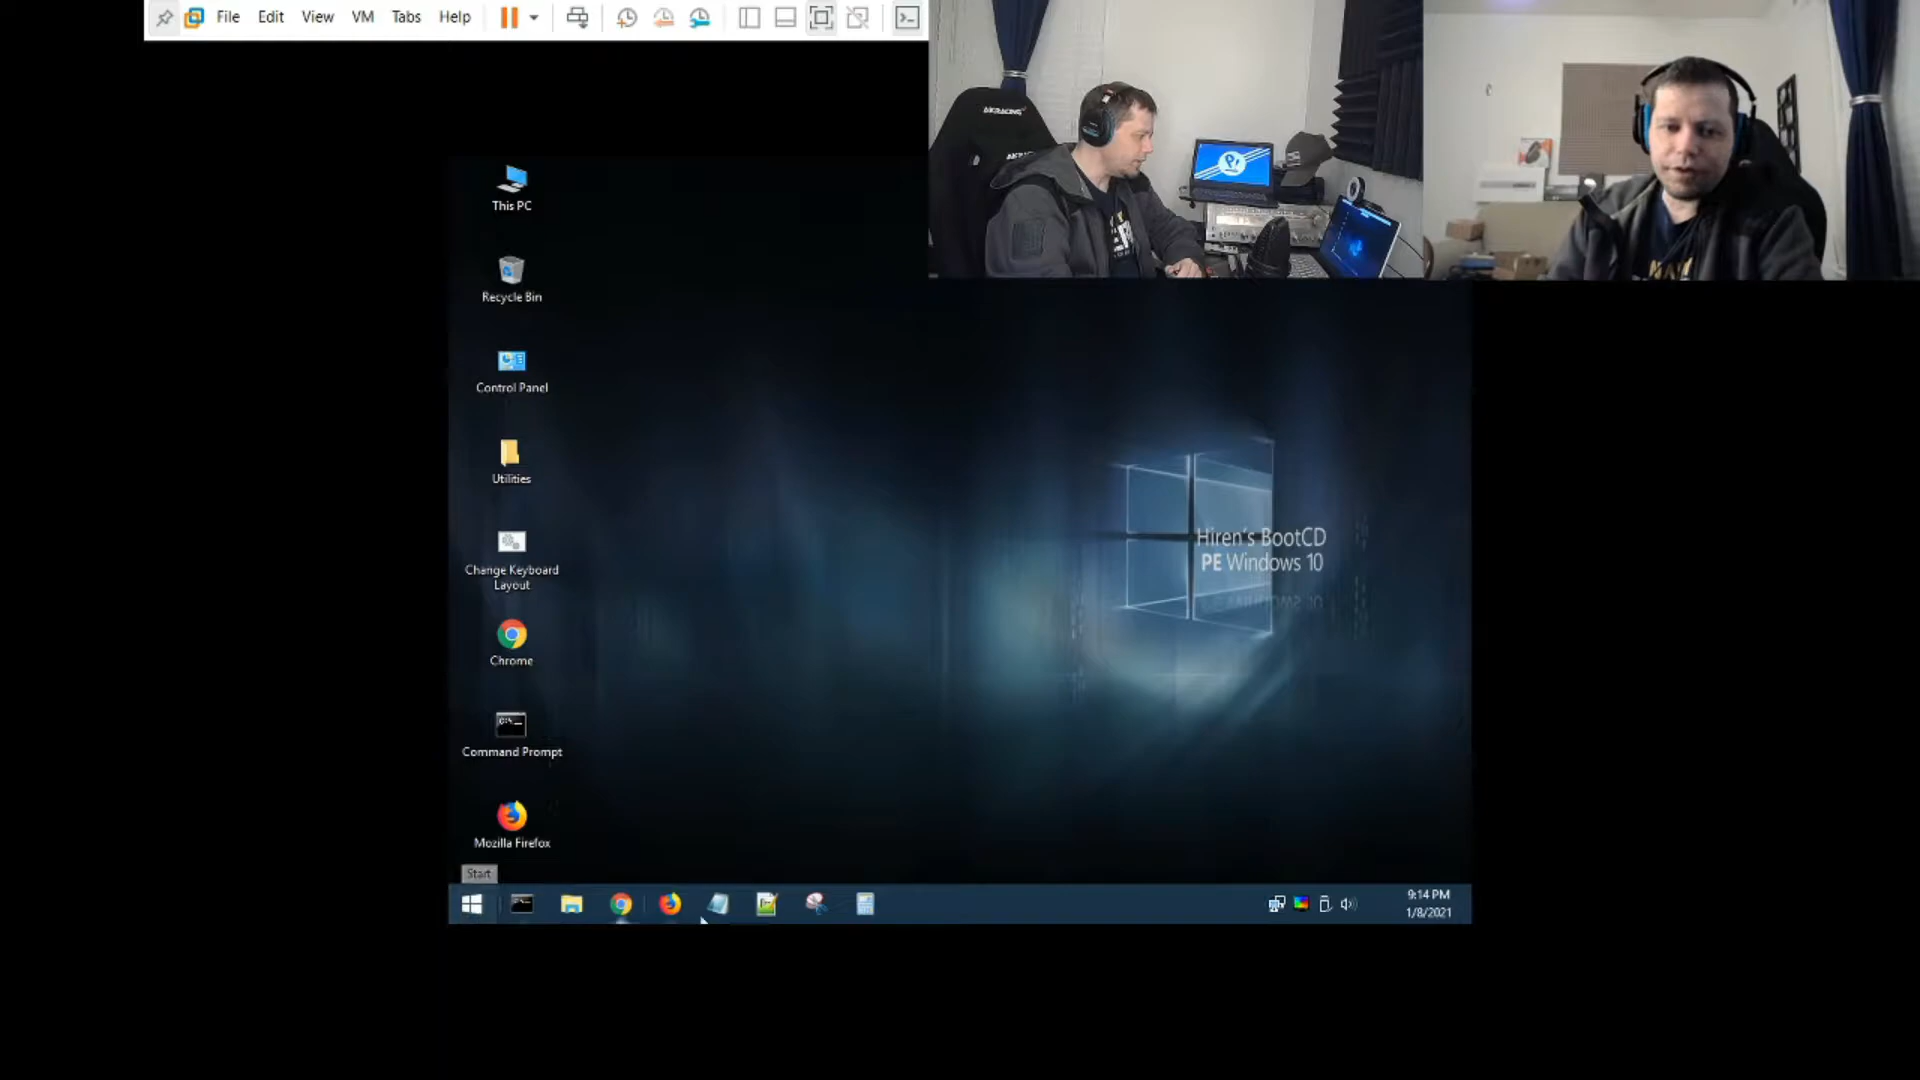 File Edit View VM Tabs Help
AKRACING
This PC
Recycle Bin
Control Panel
Utilities
Change Keyboard
Layout
Chrome
Command Prompt
Mozilla Firefox
Hiren's BootCD
PE Windows 10
Start
9:14 PM
1/8/2021